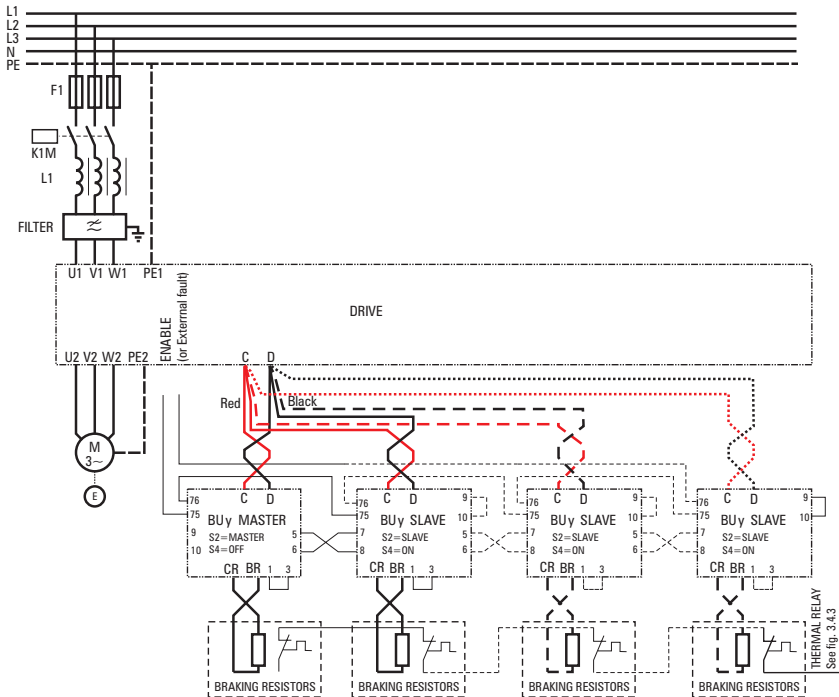 L1
L2
L3
N
PE
F1
K1M
L1
FILTER
U1 V1 W1 PE1
ENABLE
(or Exterrnal fault)
DRIVE
U2 V2 W2 PE2
C D
Red
Black
M
3~
E
C D
76
75
9
10
BUy MASTER
S2=MASTER
S4=OFF
5
6
CR BR 1 3
C D
76
75
7
8
BUy SLAVE
S2=SLAVE
S4=ON
9
10
5
6
CR BR 1 3
C D
76
75
7
8
BUy SLAVE
S2=SLAVE
S4=ON
9
10
5
6
CR BR 1 3
C D
76
75
7
8
BUy SLAVE
S2=SLAVE
S4=ON
9
10
CR BR 1 3
THERMAL RELAY
See fig. 3.4.3
BRAKING RESISTORS
BRAKING RESISTORS
BRAKING RESISTORS
BRAKING RESISTORS